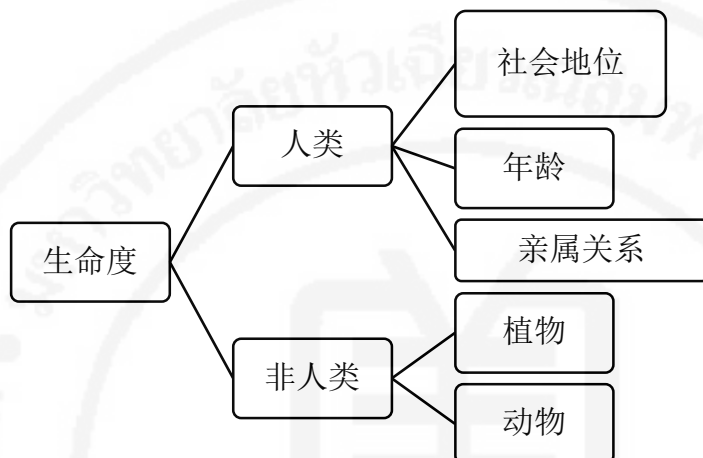 生命度
人类
社会地位
年龄
亲属关系
非人类
植物
动物